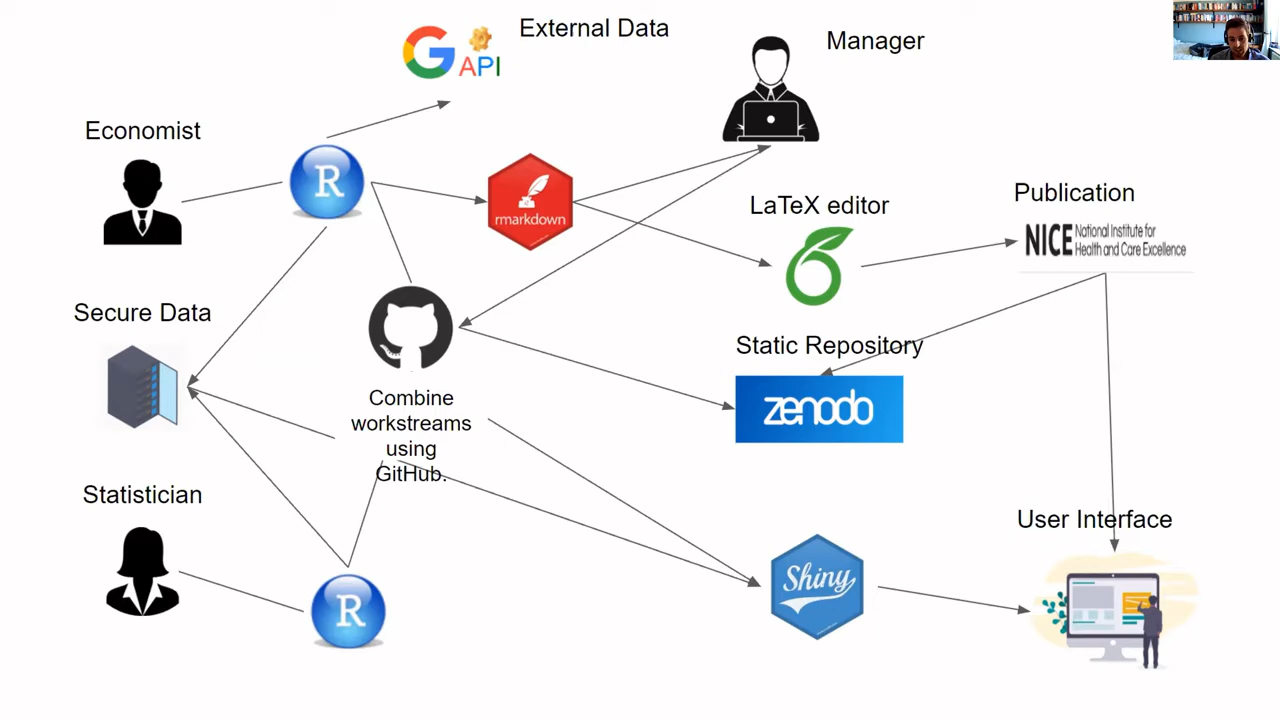 External Data
Manager
API
Economist
R
rmarkdown
LaTeX editor
Publication
NICE National Institute for
Health and Care Excellence
Secure Data
Combine
workstreams
using
GitHub.
Static Repository
zenodo
Statistician
R
Shiny
User Interface